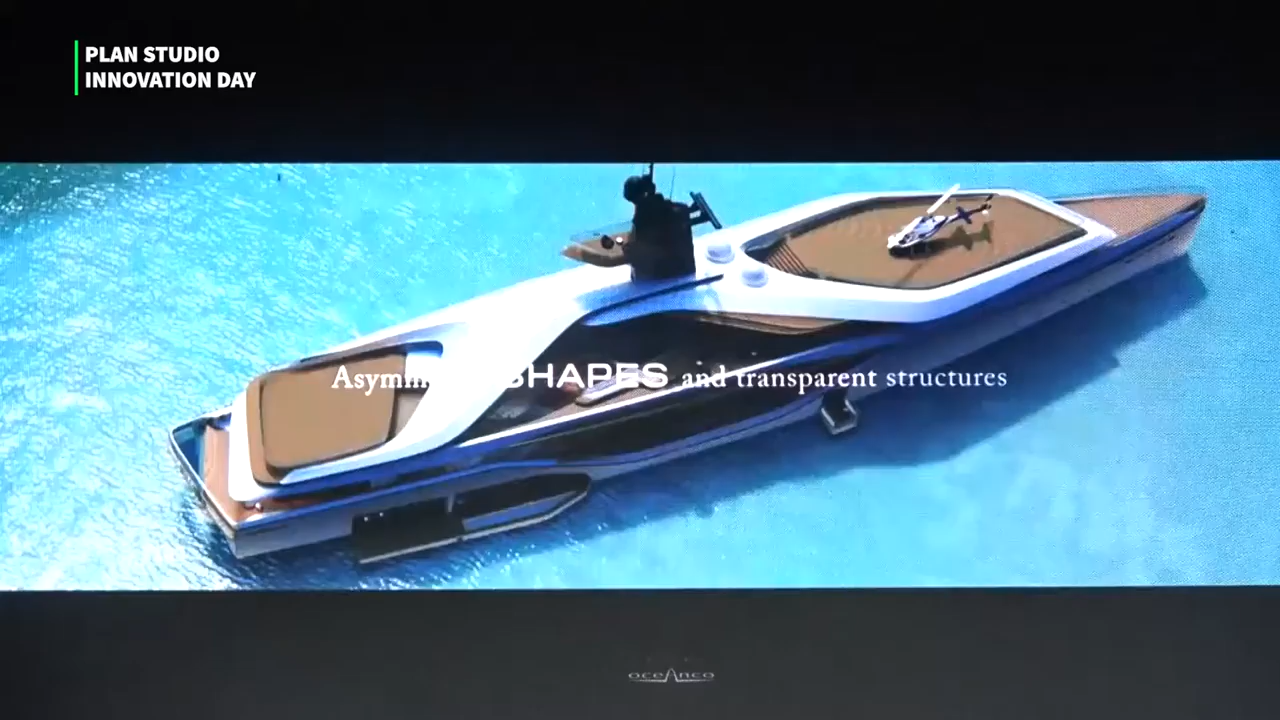 PLAN STUDIO
INNOVATION DAY
SHAPES and transparent structures
oceAnco